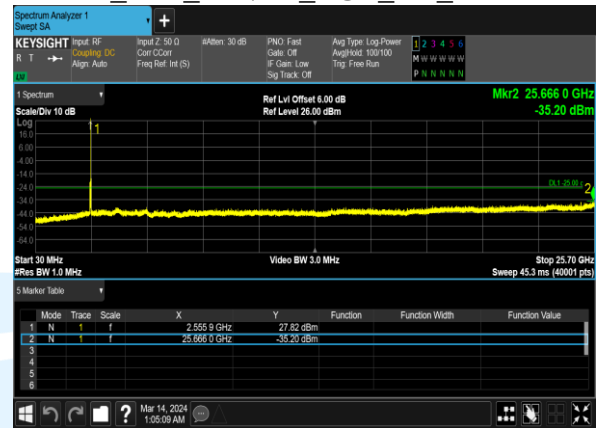 Spectrum Analyzer 1
Swept SA
KEYSIGHT Input: RF Input Z: 50 Ω #Atten: 30 dB PNO: Fast Avg Type: Log-Power 1 2 3 4 5 6
R T Coupling: DC Corr CCorr Gate: Off Avg|Hold: 100/100 M W W W W W
Align: Auto Freq Ref: Int (S) IF Gain: Low Trig: Free Run
LW Sig Track: Off P N N N N N
1 Spectrum Ref Lvl Offset 6.00 dB Mkr2 25.666 0 GHz
Scale/Div 10 dB Ref Level 26.00 dBm -35.20 dBm
Log
1
16.0
6.00
-4.00
-14.0
DL1 -25.00
-24.0 2
-34.0
-44.0
-54.0
-64.0
Start 30 MHz Video BW 3.0 MHz Stop 25.70 GHz
#Res BW 1.0 MHz Sweep 45.3 ms (40001 pts)
5 Marker Table
Mode Trace Scale X Y Function Function Width Function Value
1 N 1 f 2.555 9 GHz 27.82 dBm
2 N 1 f 25.666 0 GHz -35.20 dBm
3
4
5
6
? Mar 14, 2024
1:05:09 AM